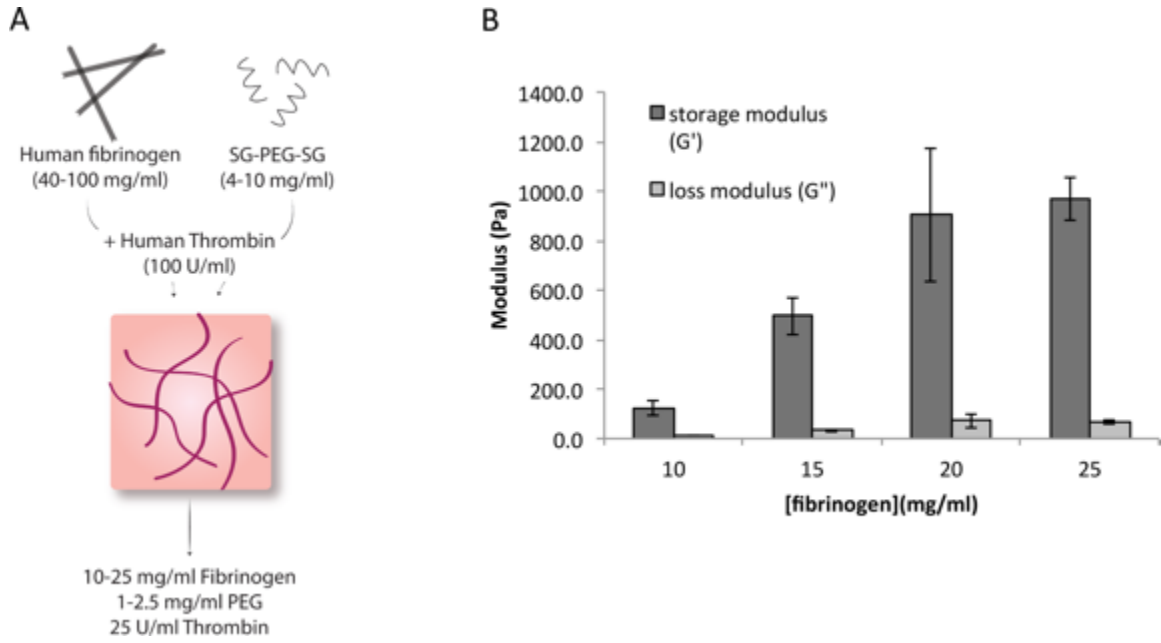 A
Human fibrinogen
(40-100 mg/ml)
SG-PEG-SG
(4-10 mg/ml)
+ Human Thrombin
(100 U/ml)
10-25 mg/ml Fibrinogen
1-2.5 mg/ml PEG
25 U/ml Thrombin
B
Modulus (Pa)
1400.0
1200.0
1000.0
800.0
600.0
400.0
200.0
0.0
storage modulus
(G')
loss modulus (G")
10 15 20 25
[fibrinogen](mg/ml)